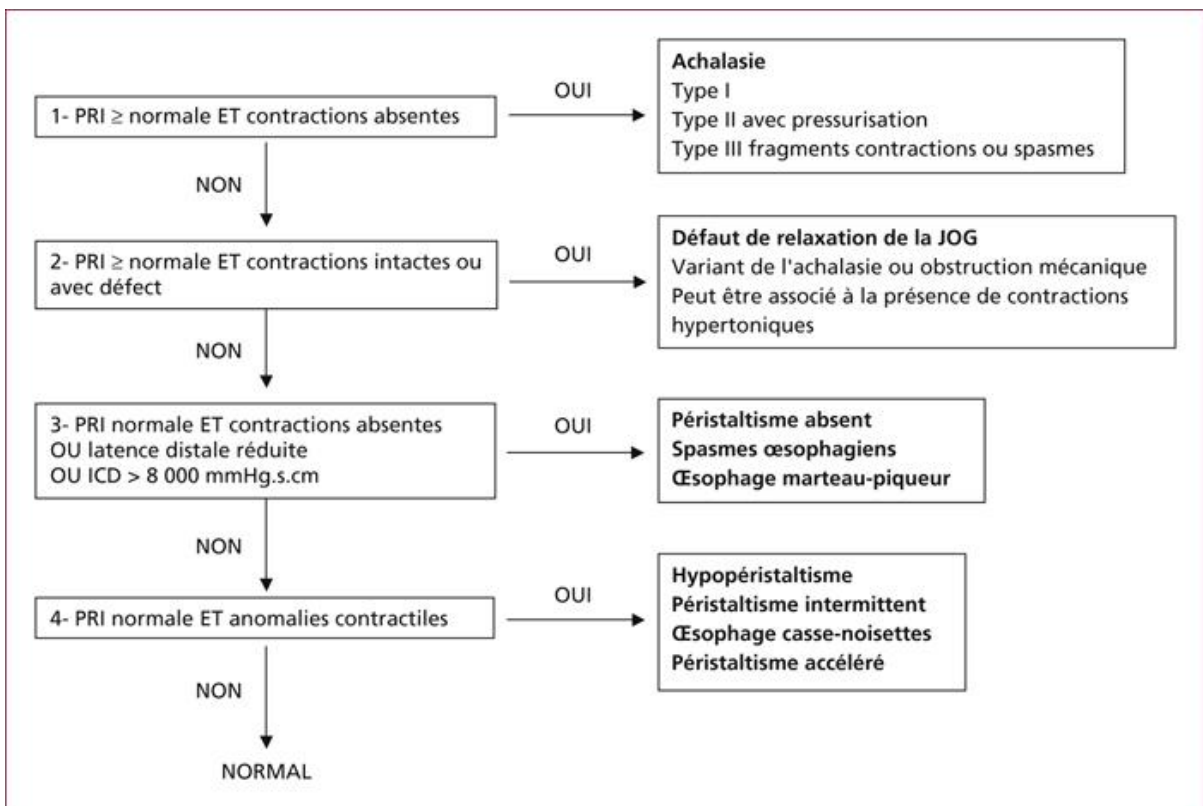 1- PRI ≥ normale ET contractions absentes
OUI
Achalasie
Type I
Type II avec pressurisation
Type III fragments contractions ou spasmes
NON
2- PRI ≥ normale ET contractions intactes ou
avec défect
OUI
Défaut de relaxation de la JOG
Variant de l'achalasie ou obstruction mécanique
Peut être associé à la présence de contractions
hypertoniques
NON
3- PRI normale ET contractions absentes
OU latence distale réduite
OU ICD > 8 000 mmHg.s.cm
OUI
Péristaltisme absent
Spasmes œsophagiens
Œsophage marteau-piqueur
NON
4- PRI normale ET anomalies contractiles
OUI
Hypopéristaltisme
Péristaltisme intermittent
Œsophage casse-noisettes
Péristaltisme accéléré
NON
NORMAL